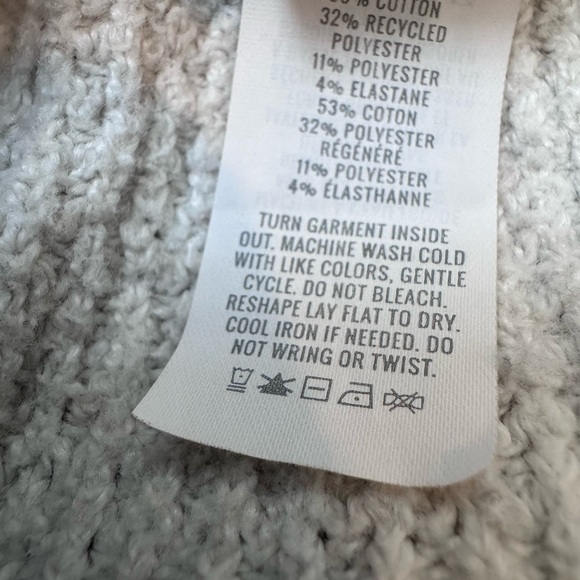 COTTON
32% RECYCLED
POLYESTER
11% POLYESTER
4% ELASTANE
53% COTON
32% POLYESTER
RÉGÉNÉRÉ
11% POLYESTER
4% ÉLASTHANNE
TURN GARMENT INSIDE
OUT. MACHINE WASH COLD
WITH LIKE COLORS, GENTLE
CYCLE. DO NOT BLEACH.
RESHAPE LAY FLAT TO DRY.
COOL IRON IF NEEDED. DO
NOT WRING OR TWIST.